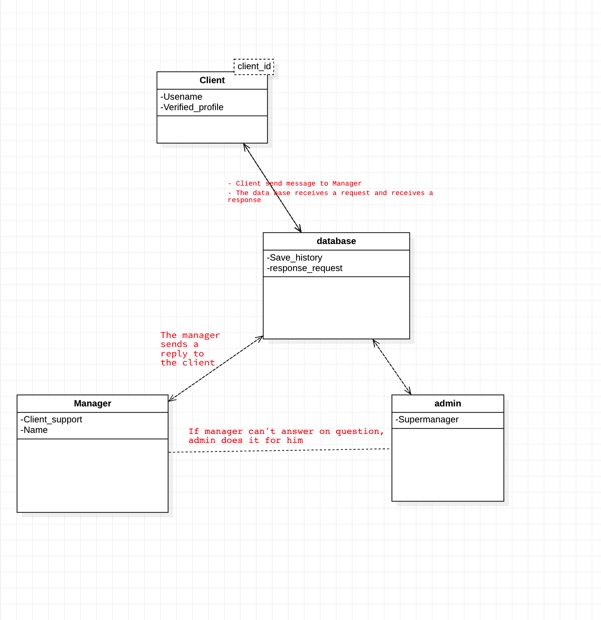 client_id
Client
-Usename
-Verified_profile
- Client send message to Manager
- The data base receives a request and receives a
response
database
-Save_history
-response_request
The manager
sends a
reply to
the client
Manager
-Client_support
-Name
admin
-Supermanager
If manager can't answer on question,
admin does it for him